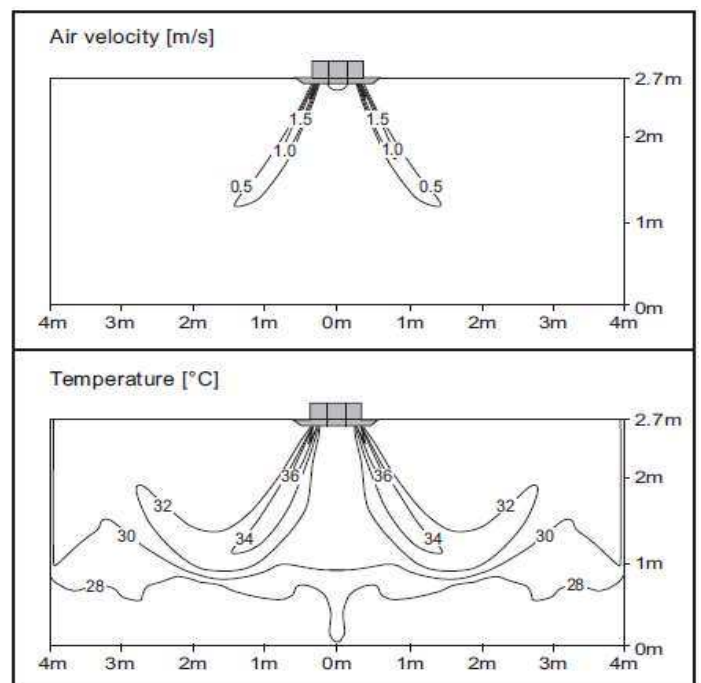 Air velocity [m/s]
2.7m
1.5 1.5
2m
1.0 1.0
0.5 0.5
1m
0m
4m 3m 2m 1m 0m 1m 2m 3m 4m
Temperature [°C]
2.7m
36 36
2m
32 32
30 34 34 30
1m
28 28
0m
4m 3m 2m 1m 0m 1m 2m 3m 4m